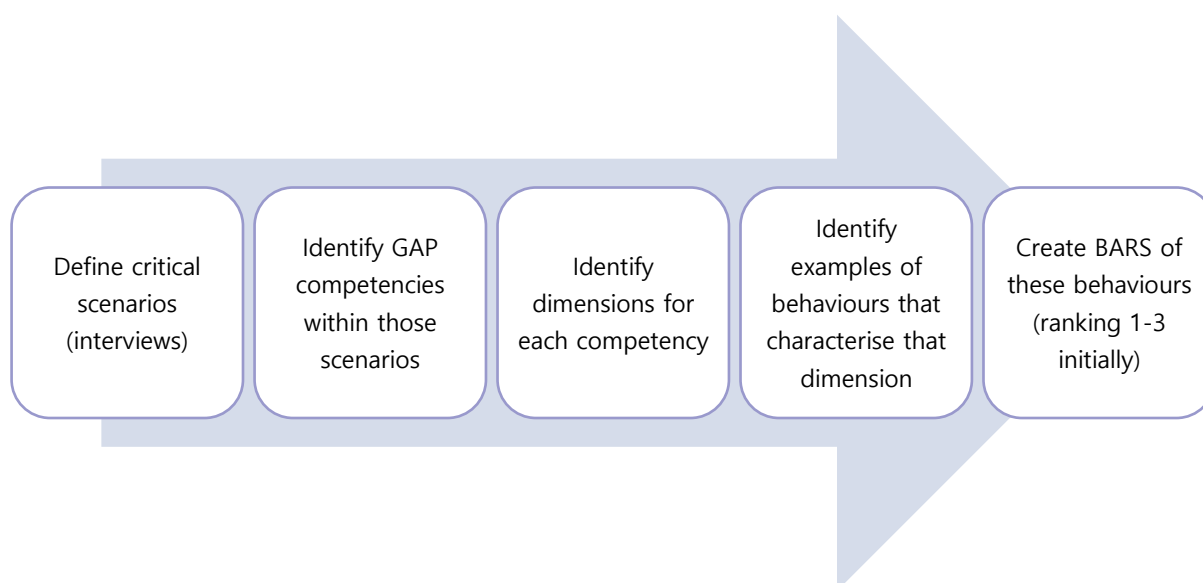 Define critical
scenarios
(interviews)
Identify GAP
competencies
within those
scenarios
Identify
dimensions for
each competency
Identify
examples of
behaviours that
characterise that
dimension
Create BARS of
these behaviours
(ranking 1-3
initially)